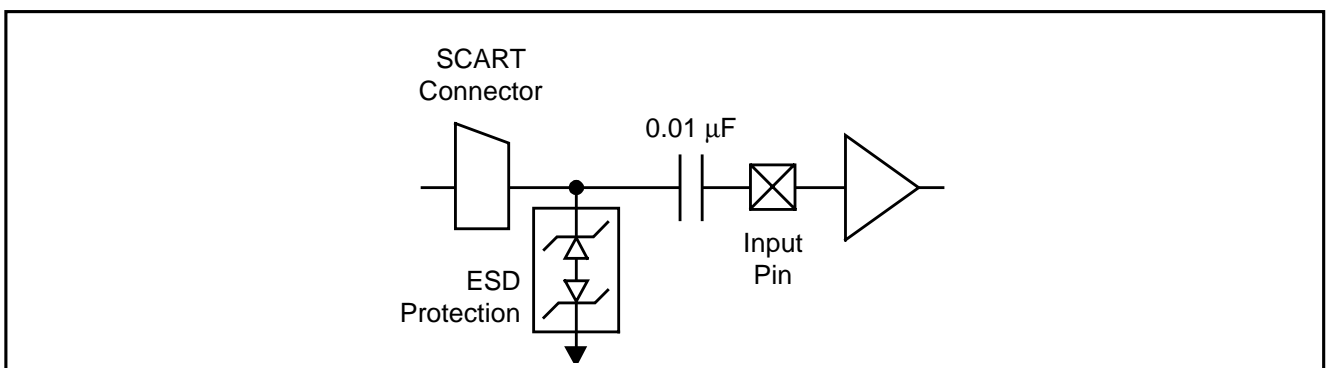 SCART
Connector
0.01 μF
Input
Pin
ESD
Protection